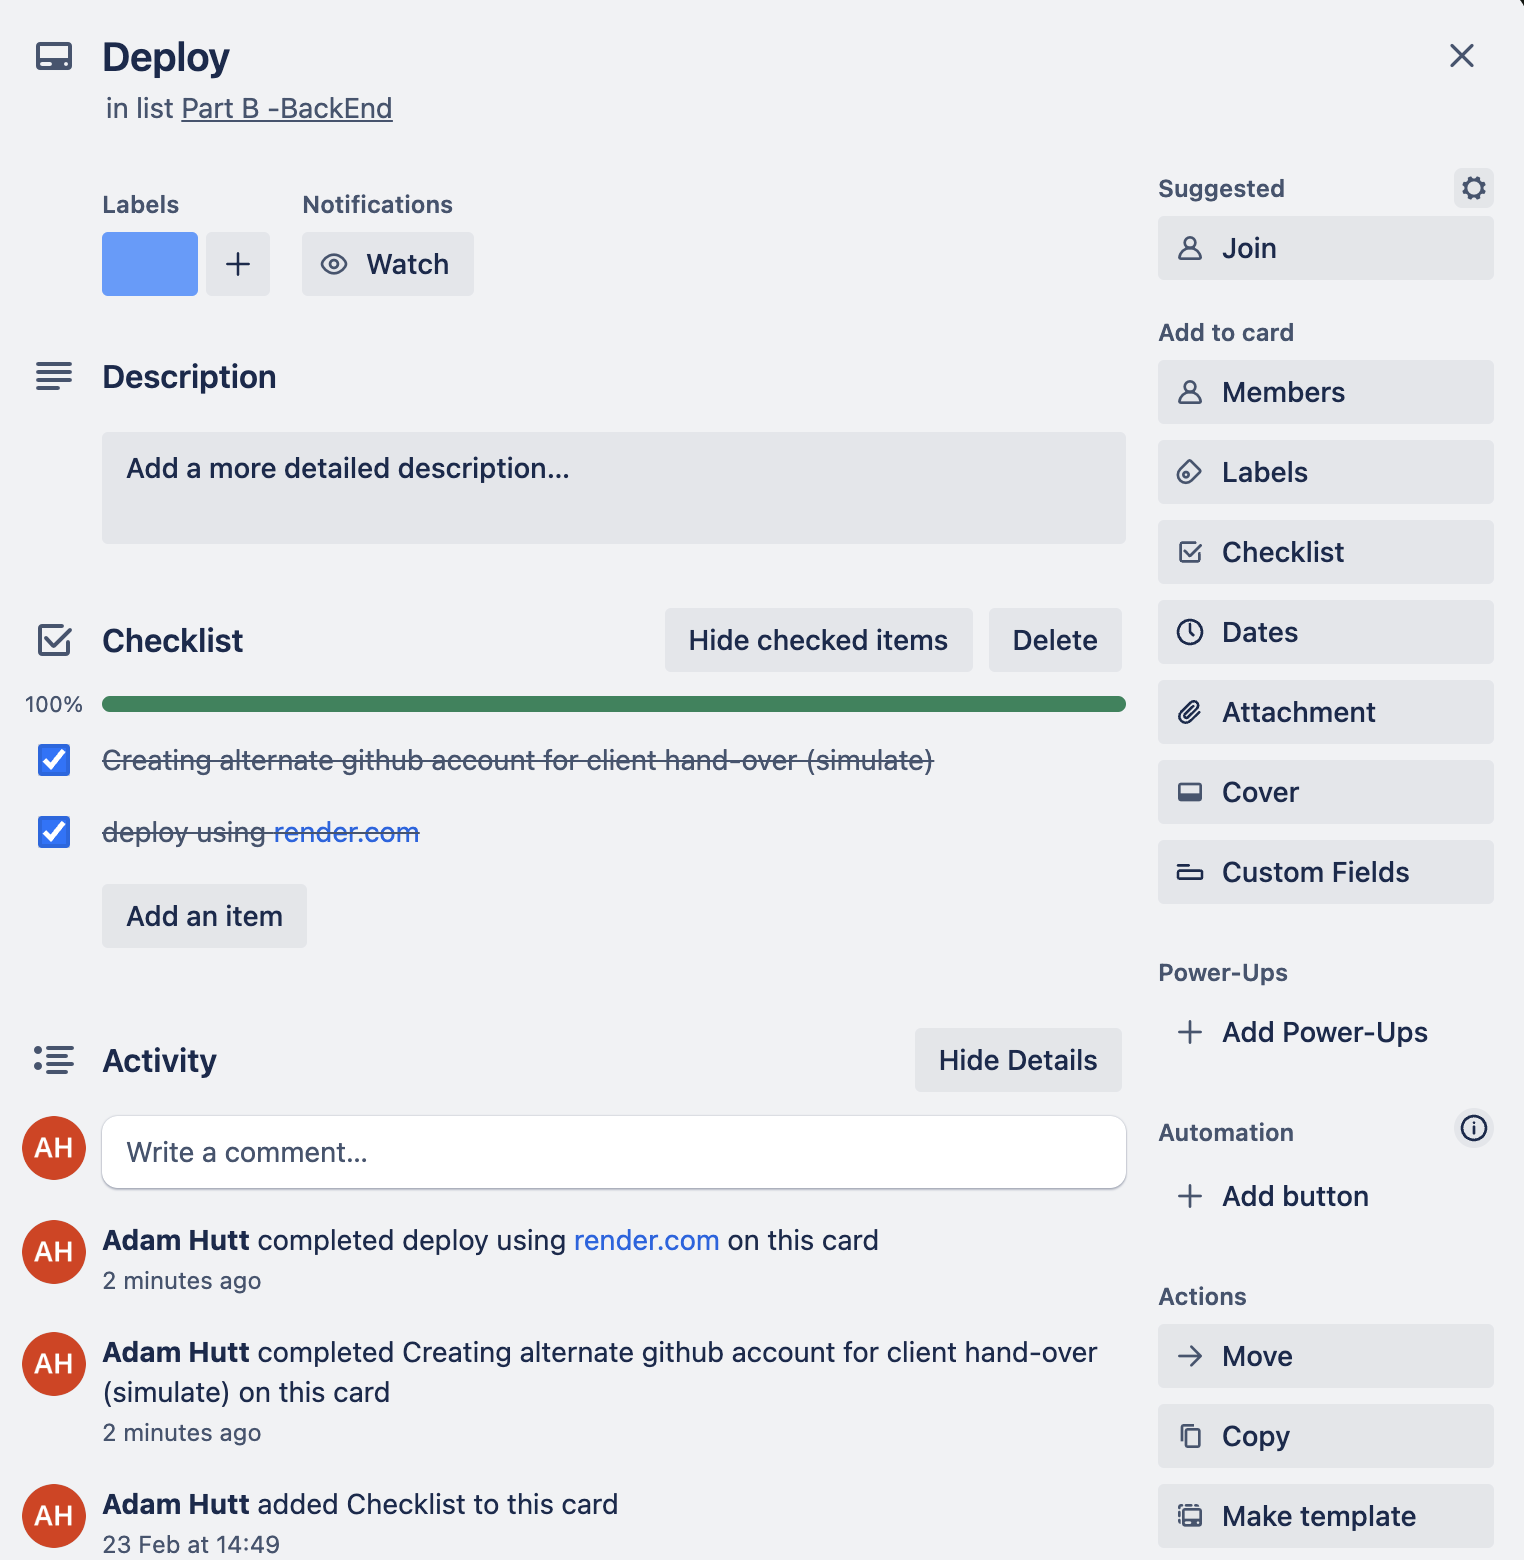 Deploy
in list Part B -BackEnd
Labels
Notifications
Watch
Description
Add a more detailed description...
Checklist
Hide checked items
Delete
100%
Creating alternate github account for client hand-over (simulate)
deploy using render.com
Add an item
Activity
Hide Details
AH
Write a comment...
AH
Adam Hutt completed deploy using render.com on this card
2 minutes ago
AH
Adam Hutt completed Creating alternate github account for client hand-over
(simulate) on this card
2 minutes ago
AH
Adam Hutt added Checklist to this card
23 Feb at 14:49
Suggested
Join
Add to card
Members
Labels
Checklist
Dates
Attachment
Cover
Custom Fields
Power-Ups
Add Power-Ups
Automation
Add button
Actions
Move
Copy
Make template